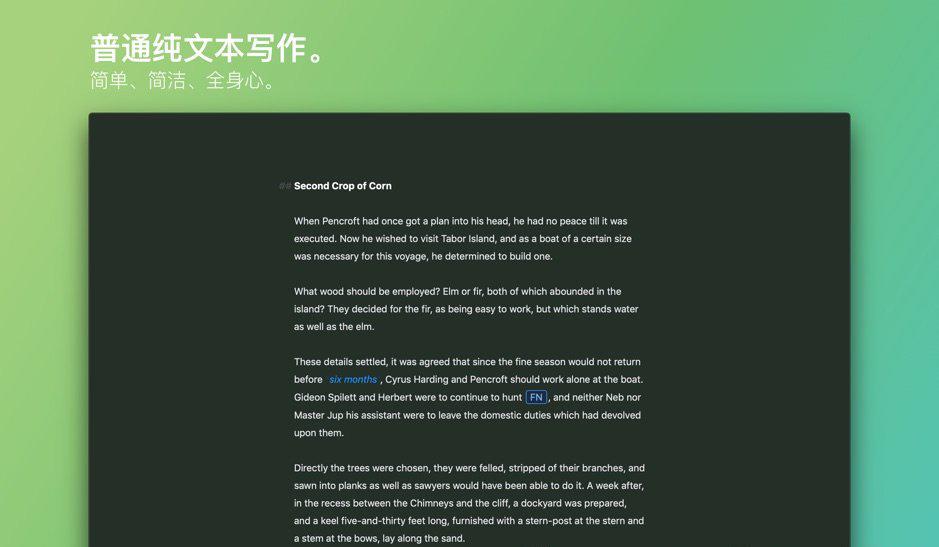 普通纯文本写作。
简单、简洁、全身心。
## Second Crop of Corn
When Pencroft had once got a plan into his head, he had no peace till it was
executed. Now he wished to visit Tabor Island, and as a boat of a certain size
was necessary for this voyage, he determined to build one.
What wood should be employed? Elm or fir, both of which abounded in the
island? They decided for the fir, as being easy to work, but which stands water
as well as the elm.
These details settled, it was agreed that since the fine season would not return
before six months , Cyrus Harding and Pencroft should work alone at the boat.
Gideon Spilett and Herbert were to continue to hunt FN , and neither Neb nor
Master Jup his assistant were to leave the domestic duties which had devolved
upon them.
Directly the trees were chosen, they were felled, stripped of their branches, and
sawn into planks as well as sawyers would have been able to do it. A week after,
in the recess between the Chimneys and the cliff, a dockyard was prepared,
and a keel five-and-thirty feet long, furnished with a stern-post at the stern and
a stem at the bows, lay along the sand.